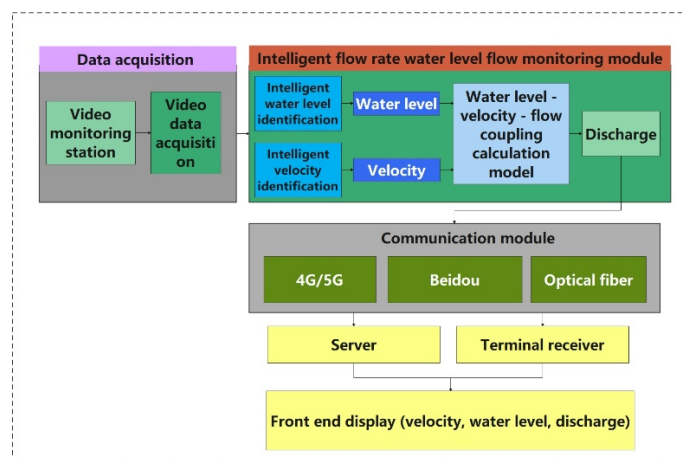 Data acquisition
Intelligent flow rate water level flow monitoring module
Video
monitoring
station
Video
data
acquisiti
on
Intelligent
water level
identification
Water level
Intelligent
velocity
identification
Velocity
Water level -
velocity - flow
coupling
calculation
model
Discharge
Communication module
4G/5G
Beidou
Optical fiber
Server
Terminal receiver
Front end display (velocity, water level, discharge)